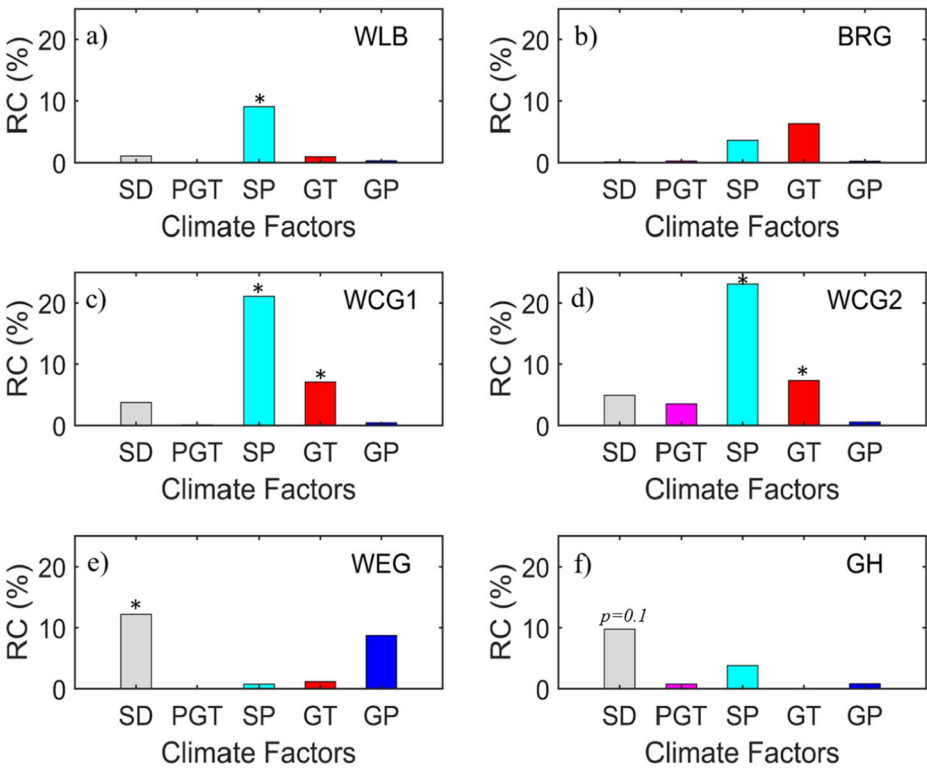 a) WLB
RC (%)
20
10
0
*
SD PGT SP GT GP
Climate Factors
b) BRG
RC (%)
20
10
0
SD PGT SP GT GP
Climate Factors
c) WCG1
RC (%)
20
10
0
*
*
SD PGT SP GT GP
Climate Factors
d) WCG2
RC (%)
20
10
0
*
*
SD PGT SP GT GP
Climate Factors
e) WEG
RC (%)
20
10
0
*
SD PGT SP GT GP
Climate Factors
f) GH
RC (%)
20
10
0
p=0.1
SD PGT SP GT GP
Climate Factors